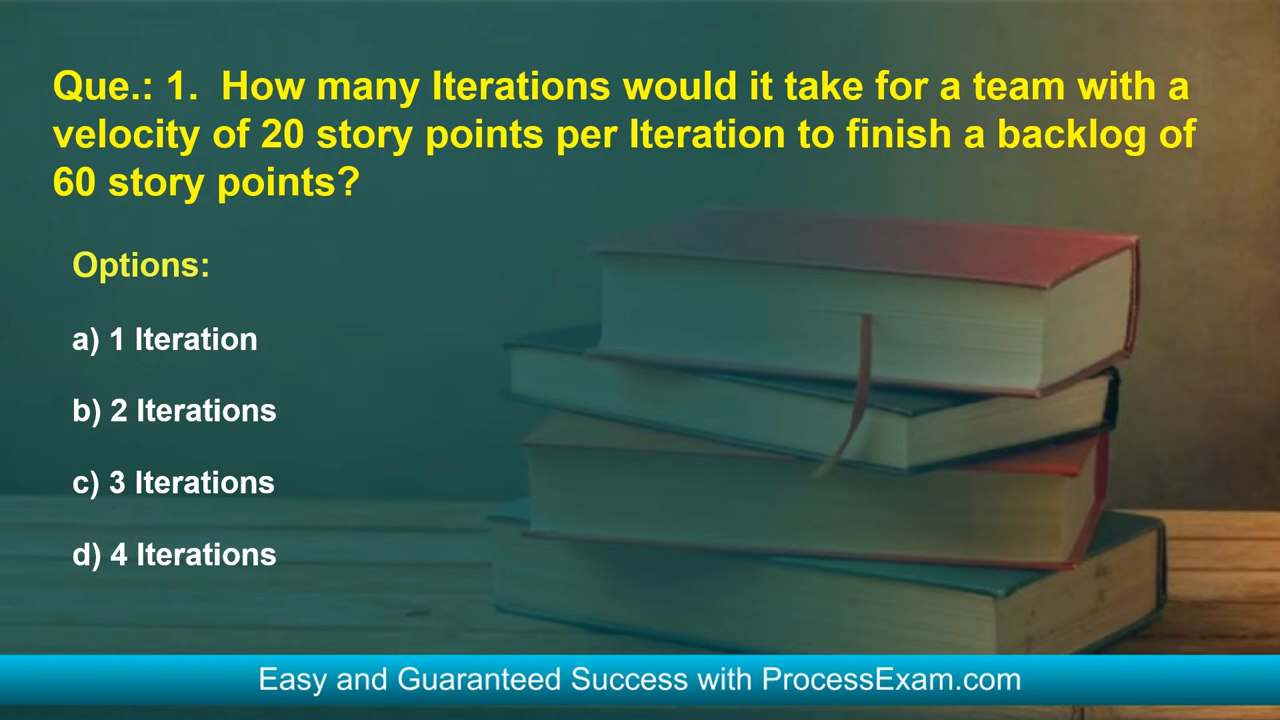 Que.: 1.  How many Iterations would it take for a team with a
velocity of 20 story points per Iteration to finish a backlog of
60 story points?
Options:
a) 1 Iteration
b) 2 Iterations
c) 3 Iterations
d) 4 Iterations
Easy and Guaranteed Success with ProcessExam.com